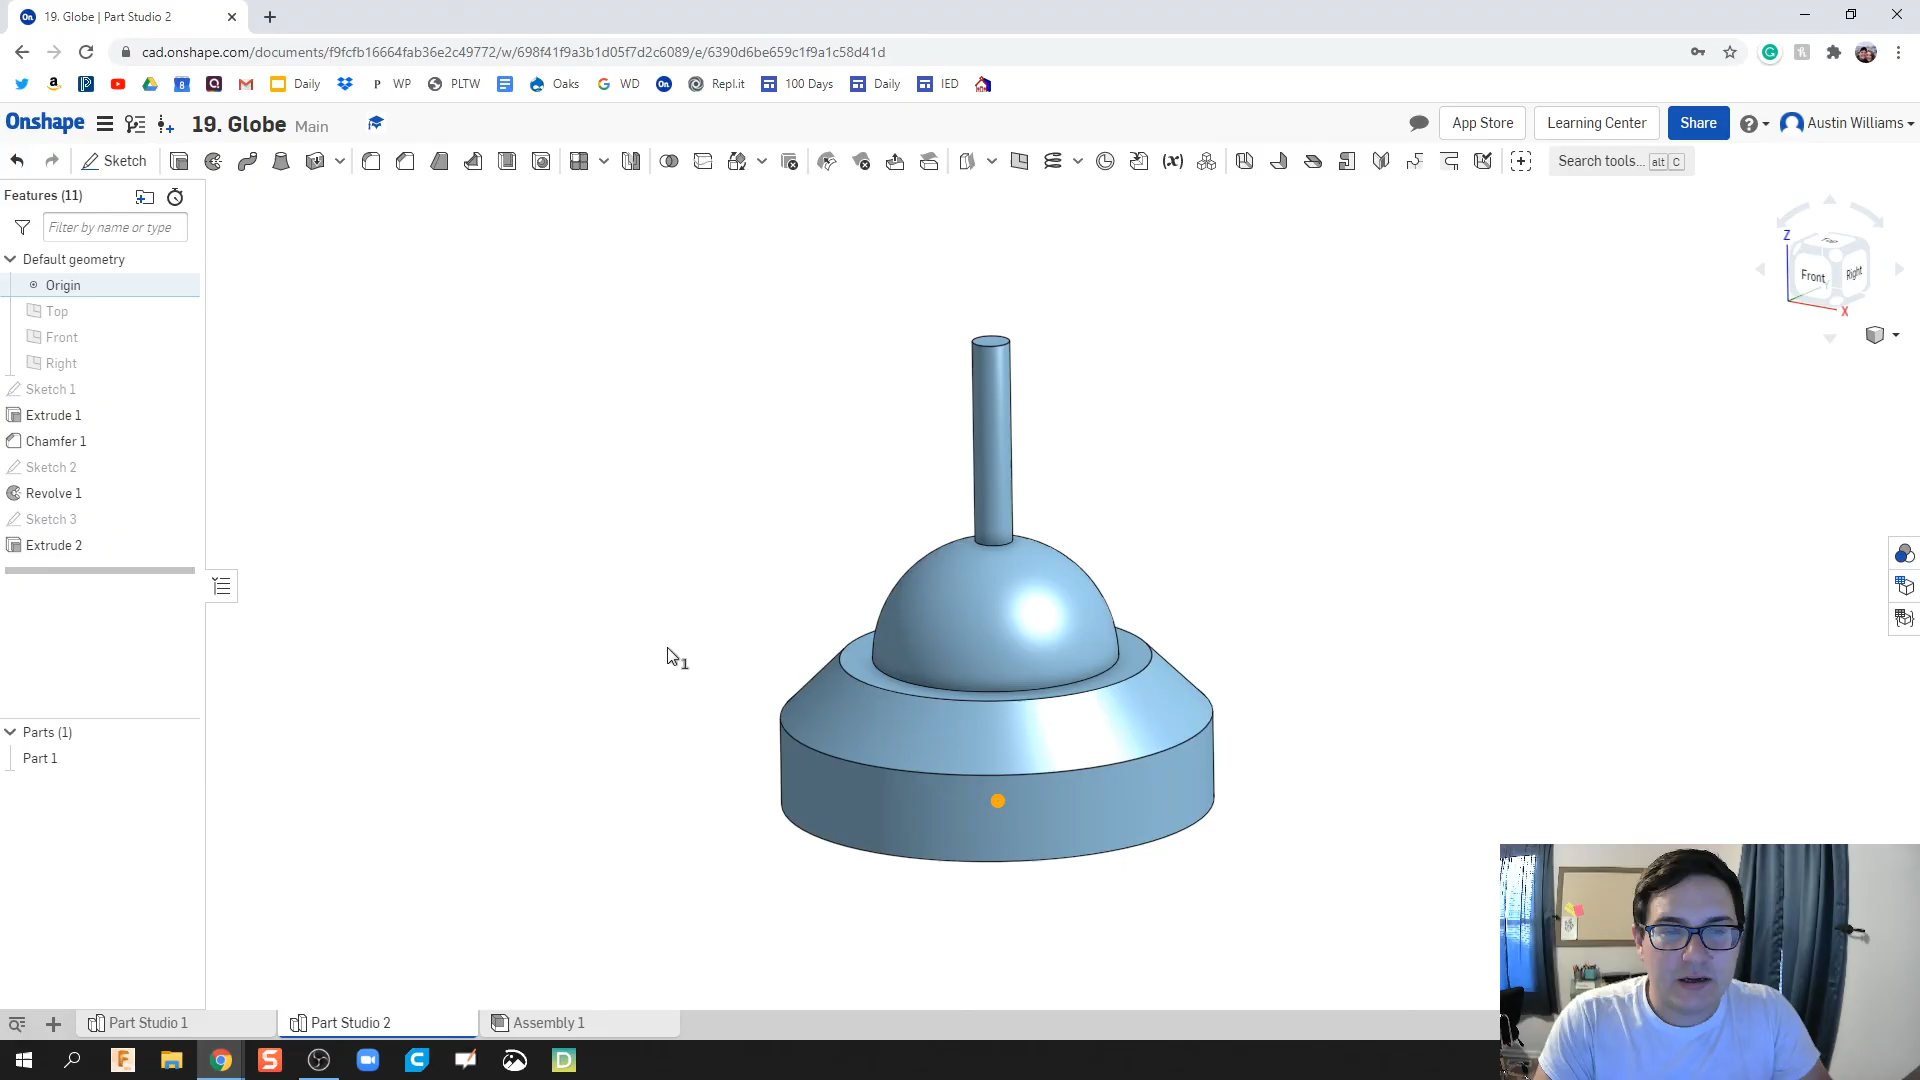 19. Globe | Part Studio 2
cad.onshape.com/documents/f9fcfb16664fab36e2c49772/w/698f41f9a3b1d05f7d2c6089/e/6390d6be659c1f9a1c58d41d
Daily WP PLTW Oaks WD Repl.it 100 Days Daily IED
Onshape 19. Globe Main App Store Learning Center Share Austin Williams
Sketch Search tools... alt C
Features (11)
Filter by name or type
Default geometry
Origin
Top
Front
Right
Sketch 1
Extrude 1
Chamfer 1
Sketch 2
Revolve 1
Sketch 3
Extrude 2
Parts (1)
Part 1
Z
Top
Front
Right
X
1
Part Studio 1 Part Studio 2 Assembly 1